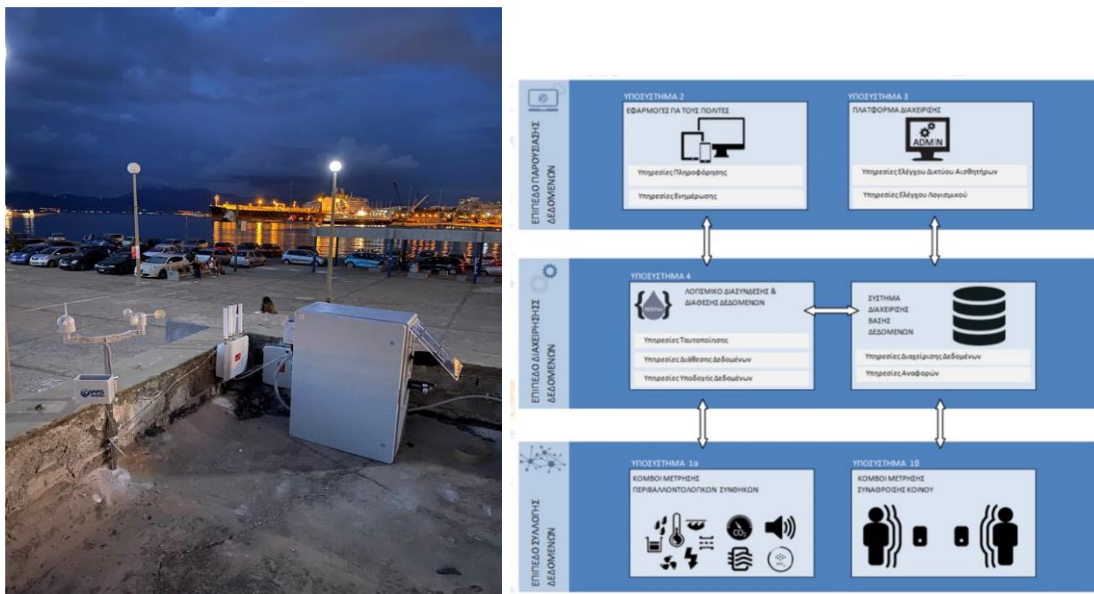 ΕΠΙΠΕΔΟ ΠΑΡΟΥΣΙΑΣΗΣ
ΔΕΔΟΜΕΝΩΝ
ΥΠΟΣΥΣΤΗΜΑ 2
ΕΦΑΡΜΟΓΕΣ ΓΙΑ ΤΟΥΣ ΠΟΛΙΤΕΣ
Υπηρεσίες Πληροφόρησης
Υπηρεσίες Ενημέρωσης
ΥΠΟΣΥΣΤΗΜΑ 3
ΠΛΑΤΦΟΡΜΑ ΔΙΑΧΕΙΡΙΣΗΣ
ADMIN
Υπηρεσίες Ελέγχου Δικτύου Αισθητήρων
Υπηρεσίες Ελέγχου Λογισμικού
ΕΠΙΠΕΔΟ ΔΙΑΧΕΙΡΗΣΗΣ
ΔΕΔΟΜΕΝΩΝ
ΥΠΟΣΥΣΤΗΜΑ 4
ΛΟΓΙΣΜΙΚΟ ΔΙΑΣΥΝΔΕΣΗΣ &
ΔΙΑΘΕΣΗΣ ΔΕΔΟΜΕΝΩΝ
Υπηρεσίες Ταυτοποίησης
Υπηρεσίες Διάθεσης Δεδομένων
Υπηρεσίες Υποδοχής Δεδομένων
ΣΥΣΤΗΜΑ
ΔΙΑΧΕΙΡΙΣΗΣ
ΒΑΣΗΣ
ΔΕΔΟΜΕΝΩΝ
Υπηρεσίες Διαχείρισης Δεδομένων
Υπηρεσίες Αναφορών
ΕΠΙΠΕΔΟ ΣΥΛΛΟΓΗΣ
ΔΕΔΟΜΕΝΩΝ
ΥΠΟΣΥΣΤΗΜΑ 1α
ΚΟΜΒΟΙ ΜΕΤΡΗΣΗΣ
ΠΕΡΙΒΑΛΛΟΝΤΟΛΟΓΙΚΩΝ ΣΥΝΘΗΚΩΝ
CO2
ΥΠΟΣΥΣΤΗΜΑ 1β
ΚΟΜΒΟΙ ΜΕΤΡΗΣΗΣ
ΣΥΝΑΘΡΟΙΣΗΣ ΚΟΙΝΟΥ